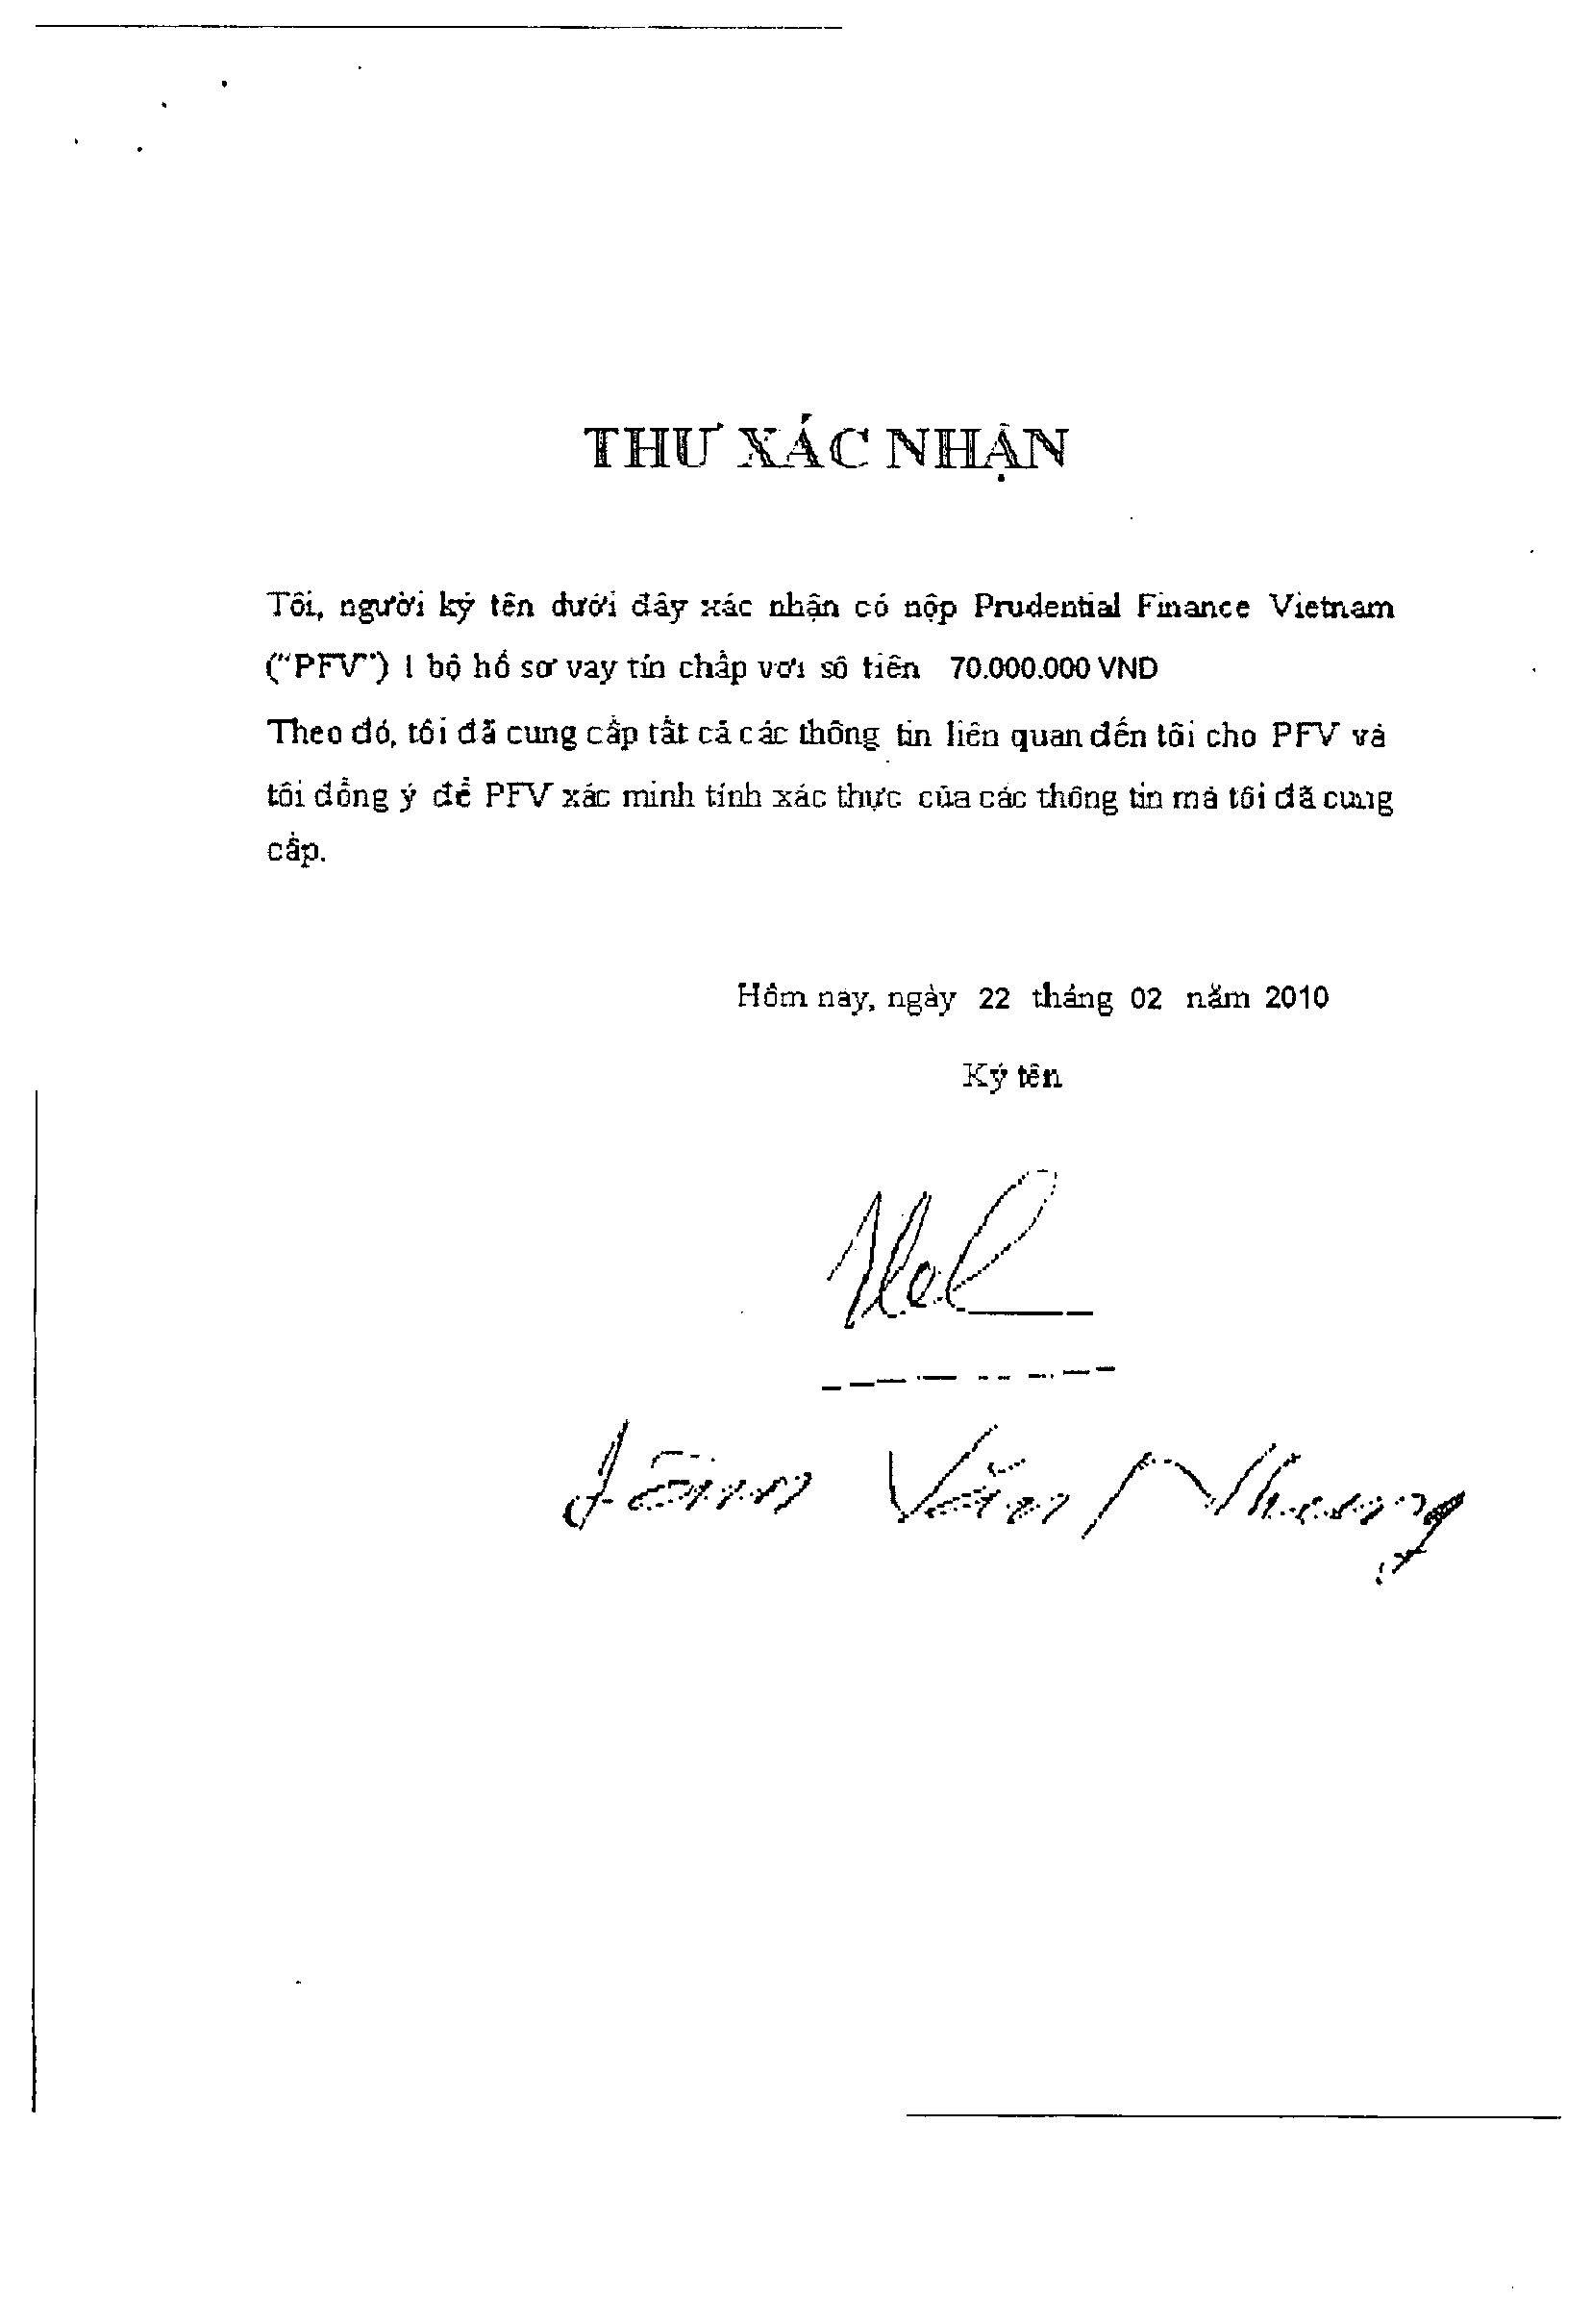 THƯ XÁC NHẬN
Tôi, người ký tên dưới đây xác nhận có nộp Prudential Finance Vietnam
("PFV") 1 bộ hồ sơ vay tín chấp với số tiền 70.000.000 VND
Theo đó, tôi đã cung cấp tất cả các thông tin liên quan đến tôi cho PFV và
tôi đồng ý để PFV xác minh tính xác thực của các thông tin mà tôi đã cung
cấp.
Hôm nay, ngày 22 tháng 02 năm 2010
Ký tên
Văn